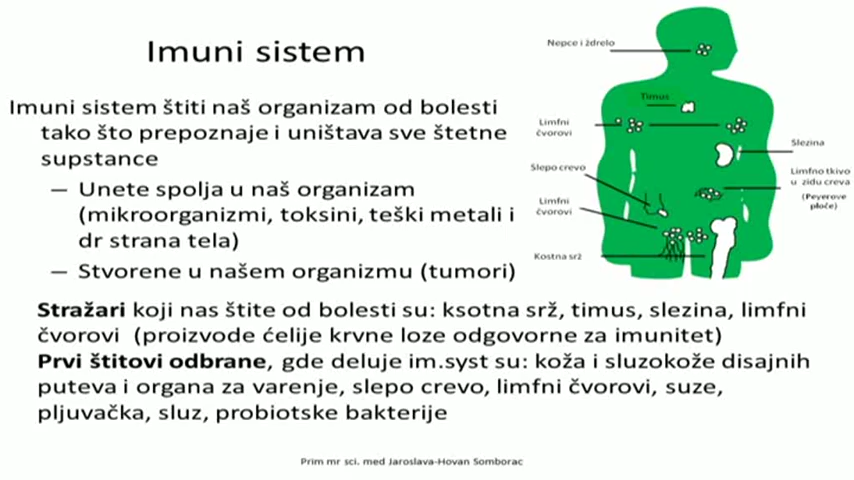 Imuni sistem
Imuni sistem štiti naš organizam od bolesti
tako što prepoznaje i uništava sve štetne
supstance
— Unete spolja u naš organizam
(mikroorganizmi, toksini, teški metali i
dr strana tela)
— Stvorene u našem organizmu (tumori)
Stražari koji nas štite od bolesti su: ksotna srž, timus, slezina, limfni
čvorovi (proizvode ćelije krvne loze odgovorne za imunitet)
Prvi štitovi odbrane, gde deluje im.syst su: koža i sluzokože disajnih
puteva i organa za varenje, slepo crevo, limfni čvorovi, suze,
pljuvačka, sluz, probiotske bakterije
Nepce i ždrelo
Timus
Limfni
čvorovi
Slezina
Slepo crevo
Limfno tkivo
u zidu creva
(Peyerove
ploče)
Limfni
čvorovi
Kostna srž
Prim mr sci. med Jaroslava-Hovan Somborac